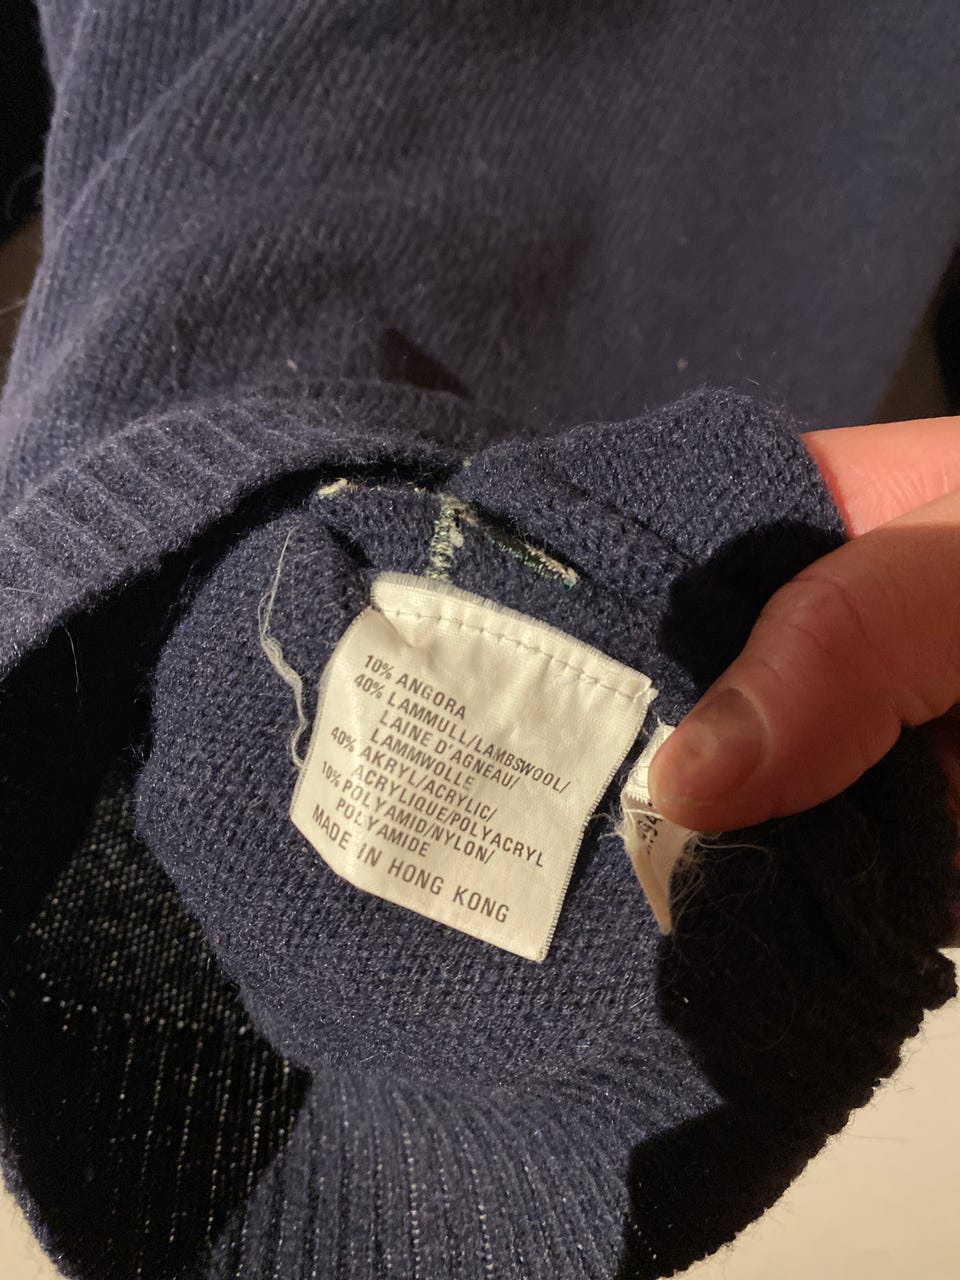 10% ANGORA
40% LAMMULL/LAMBSWOOL/
LAINE D'AGNEAU/
LAMMWOLLE
40% AKRYL/ACRYLIC/
ACRYLIQUE/POLYACRYL
10% POLYAMID/NYLON/
POLYAMIDE
MADE IN HONG KONG